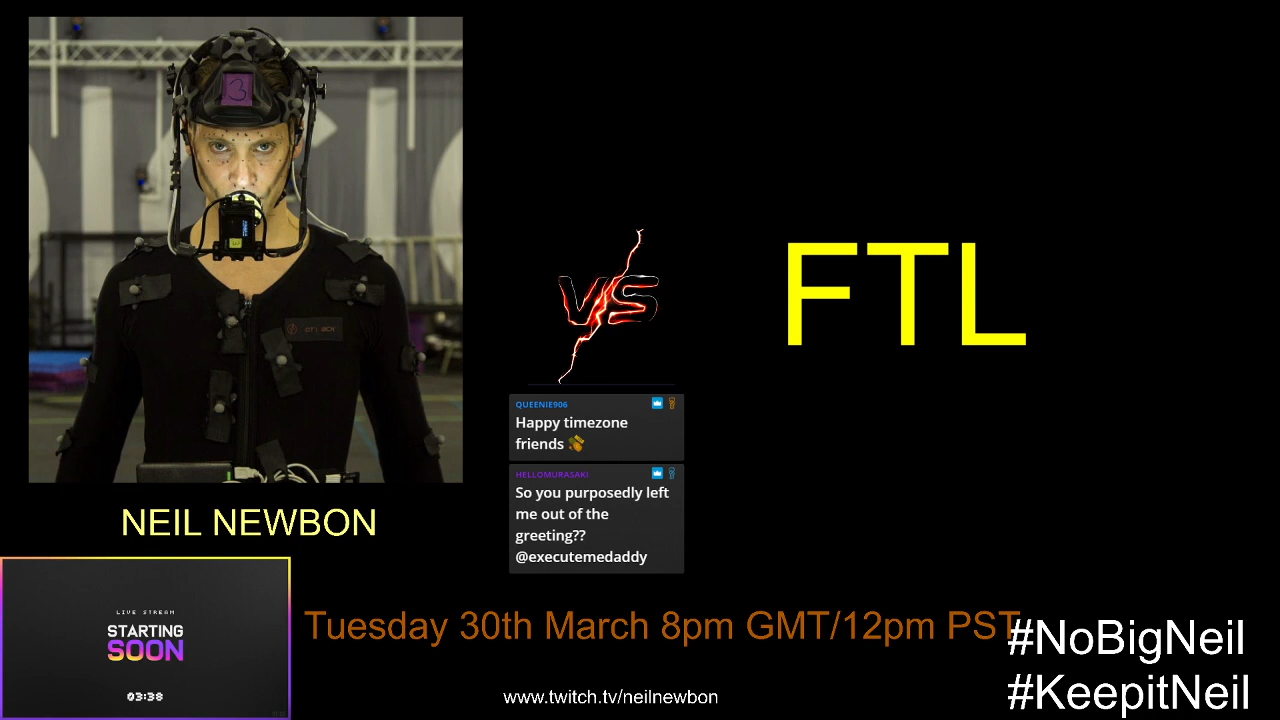 3
VS
FTL
QUEENIE906
Happy timezone
friends
HELLOMURASAKI
So you purposedly left
me out of the
greeting??
@executemedaddy
NEIL NEWBON
LIVE STREAM
STARTING
SOON
03:38
Tuesday 30th March 8pm GMT/12pm PST
#NoBigNeil
#KeepitNeil
www.twitch.tv/neilnewbon